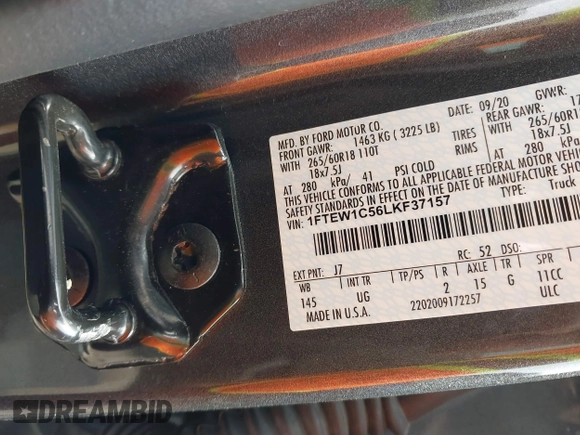 MFD. BY FORD MOTOR CO. DATE: 09/20 GVWR:
FRONT GAWR: 1463 KG ( 3225 LB) REAR GAWR: 17
WITH 265/60R18 110T TIRES WITH 265/60R1
18x7.5J RIMS 18x7.5J
AT 280 kPa/ 41 PSI COLD AT 280
THIS VEHICLE CONFORMS TO ALL APPLICABLE FEDERAL MOTOR VEHIC
SAFETY STANDARDS IN EFFECT ON THE DATE OF MANUFACTURE
VIN: 1FTEW1C56LKF37157 TYPE: Truck
EXT PNT: J7 RC: 52 DSO:
WB INT TR TP/PS R AXLE TR SPR
145 UG 2 15 G 11CC
MADE IN U.S.A. 2202009172257 ULC
DREAMBID